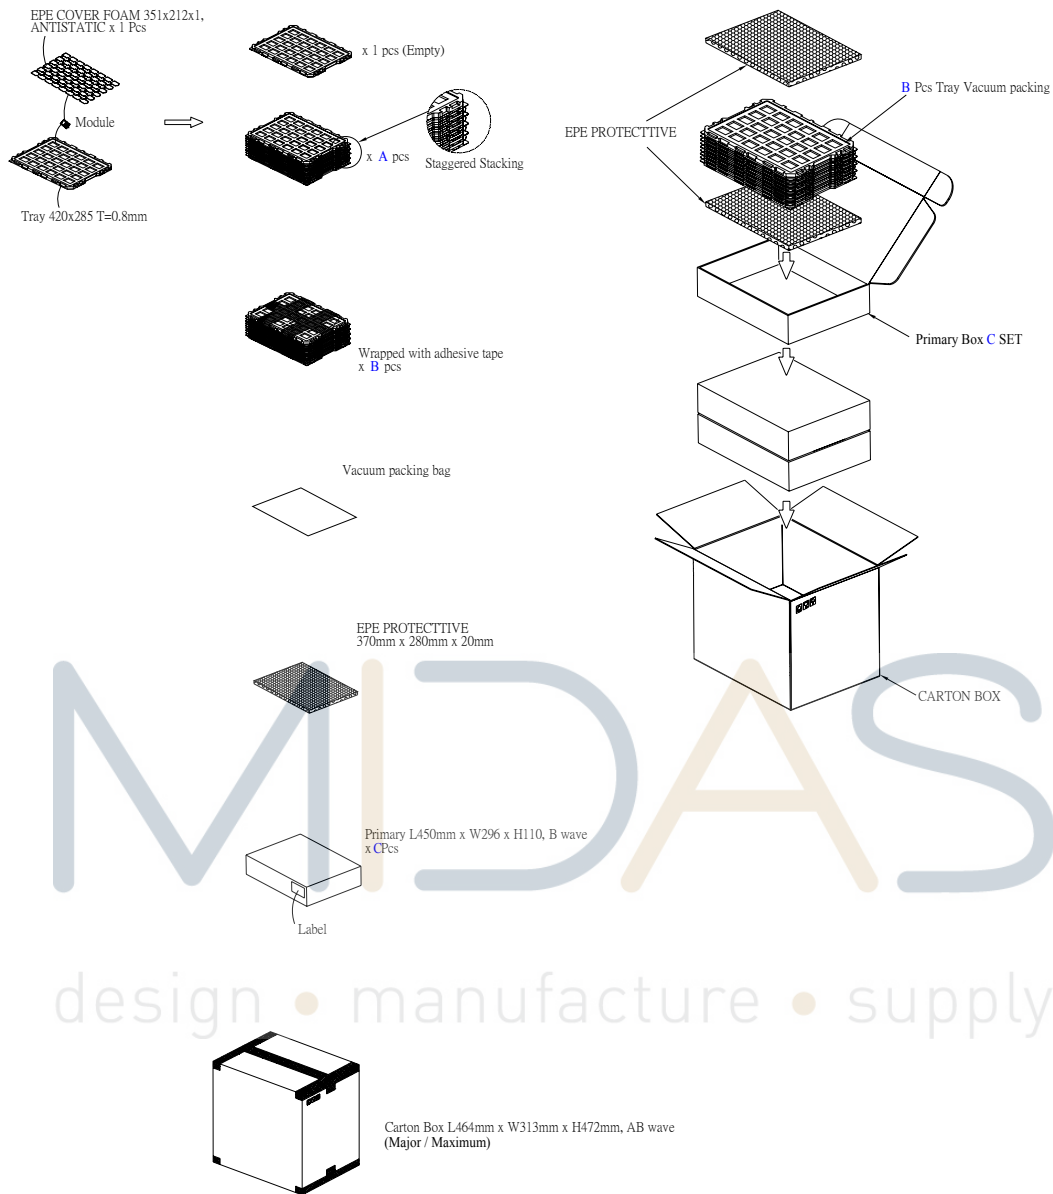 EPE COVER FOAM 351x212x1,
ANTISTATIC x 1 Pcs
Module
Tray 420x285 T=0.8mm
x 1 pcs (Empty)
x A pcs
Staggered Stacking
Wrapped with adhesive tape
x B pcs
Vacuum packing bag
EPE PROTECTTIVE
370mm x 280mm x 20mm
Primary L450mm x W296 x H110, B wave
x CPcs
Label
Carton Box L464mm x W313mm x H472mm, AB wave
(Major / Maximum)
B Pcs Tray Vacuum packing
EPE PROTECTTIVE
Primary Box C SET
CARTON BOX
MIDAS
design • manufacture • supply